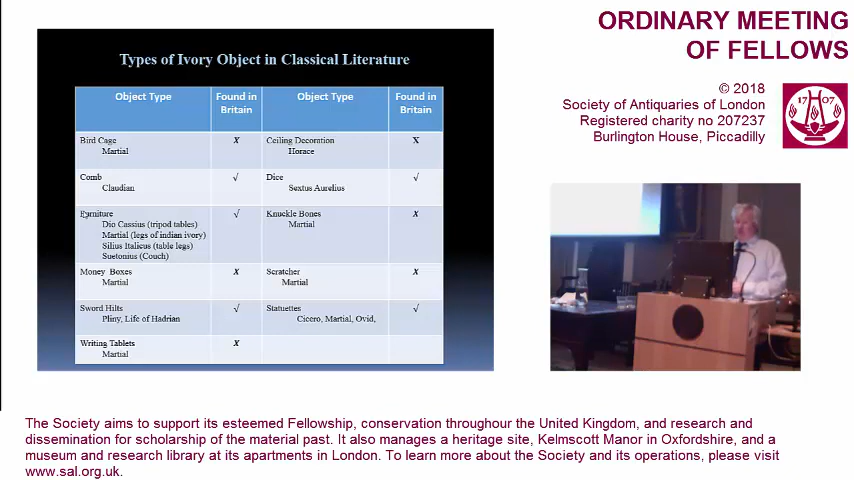 ORDINARY MEETING
OF FELLOWS
© 2018
Society of Antiquaries of London
Registered charity no 207237
Burlington House, Piccadilly
17 07
Types of Ivory Object in Classical Literature
Object Type Found in Britain Object Type Found in Britain
Bird Cage X Ceiling Decoration X
Martial Horace
Comb √ Dice √
Claudian Sextus Aurelius
Furniture √ Knuckle Bones X
Dio Cassius (tripod tables) Martial
Martial (legs of indian ivory)
Silius Italicus (table legs)
Suetonius (Couch)
Money Boxes X Scratcher X
Martial Martial
Sword Hilts √ Statuettes √
Pliny, Life of Hadrian Cicero, Martial, Ovid,
Writing Tablets X
Martial
The Society aims to support its esteemed Fellowship, conservation throughour the United Kingdom, and research and
dissemination for scholarship of the material past. It also manages a heritage site, Kelmscott Manor in Oxfordshire, and a
museum and research library at its apartments in London. To learn more about the Society and its operations, please visit
www.sal.org.uk.